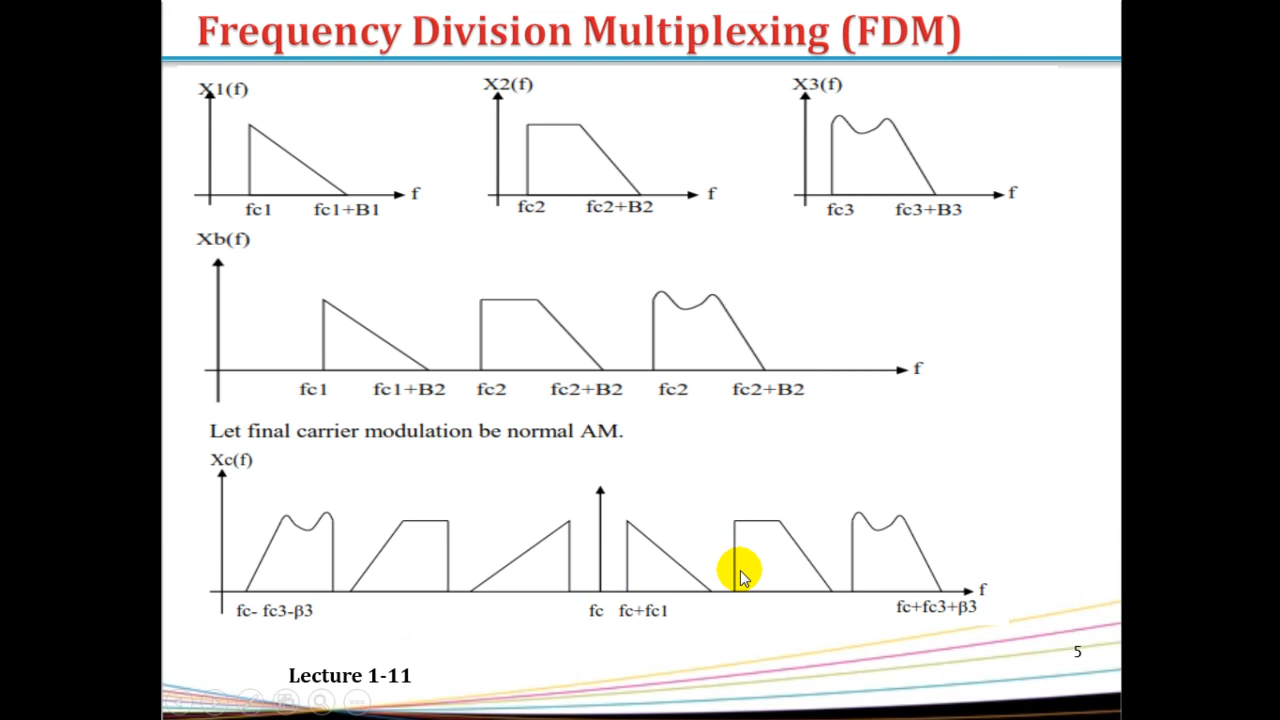 Frequency Division Multiplexing (FDM)
X1(f) X2(f) X3(f)
f f f
fc1 fc1+B1 fc2 fc2+B2 fc3 fc3+B3
Xb(f)
f
fc1 fc1+B2 fc2 fc2+B2 fc2 fc2+B2
Let final carrier modulation be normal AM.
Xc(f)
f
fc- fc3-β3 fc fc+fc1 fc+fc3+β3
5
Lecture 1-11